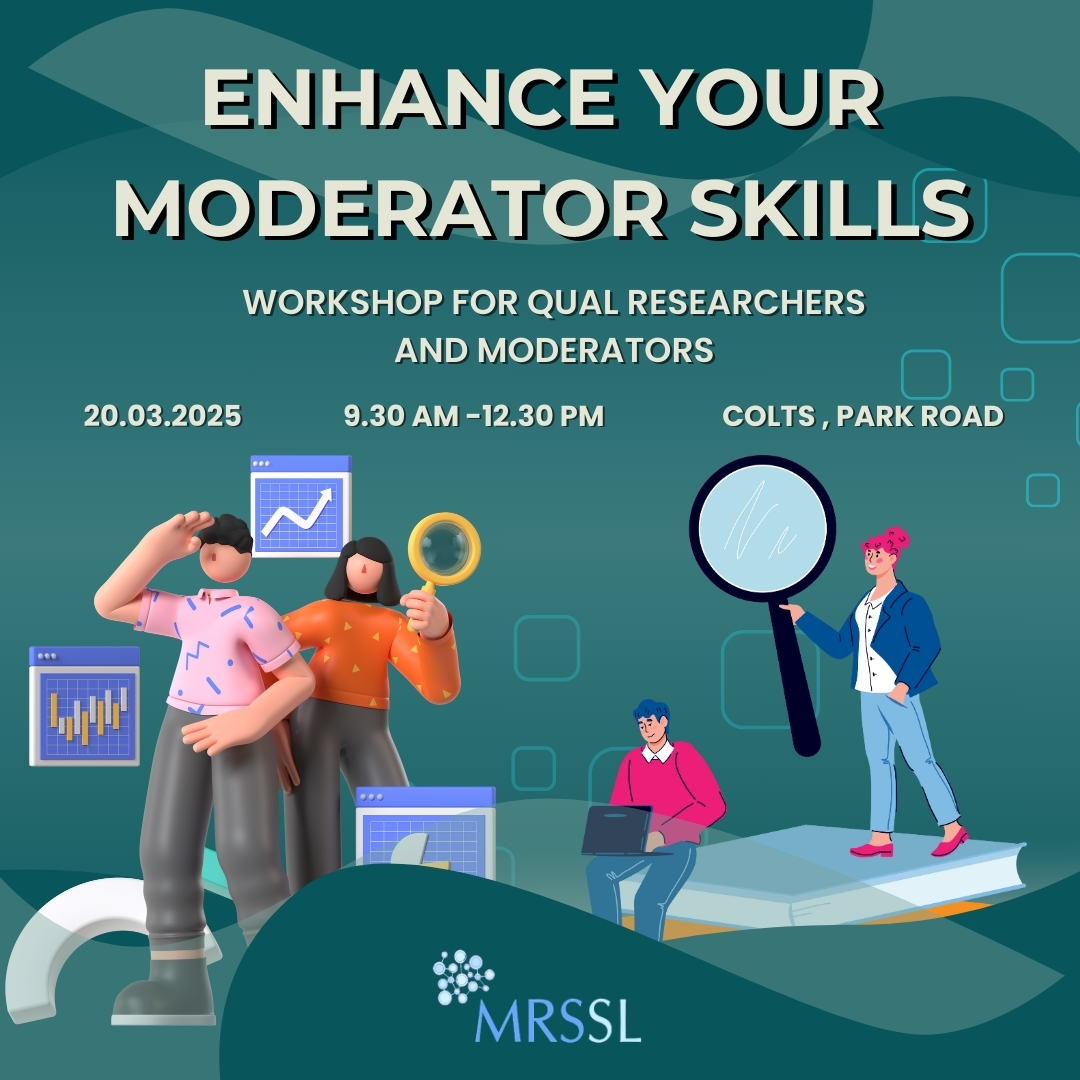 ENHANCE YOUR
MODERATOR SKILLS
WORKSHOP FOR QUAL RESEARCHERS
AND MODERATORS
20.03.2025
9.30 AM -12.30 PM
COLTS , PARK ROAD
MRSSL